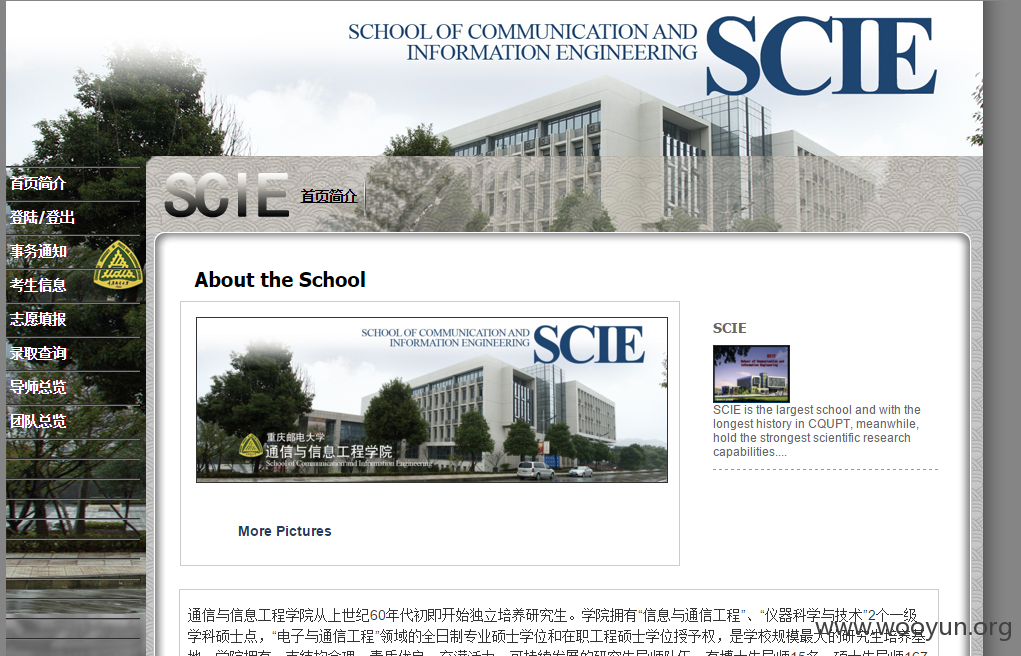 SCHOOL OF COMMUNICATION AND
INFORMATION ENGINEERING
SCIE
首页简介
登陆/登出
事务通知
考生信息
志愿填报
录取查询
导师总览
团队总览
SCIE
首页简介
About the School
SCHOOL OF COMMUNICATION AND
INFORMATION ENGINEERING
SCIE
重庆邮电大学
通信与信息工程学院
School of Communication and Information Engineering
More Pictures
SCIE
SCIE is the largest school and with the
longest history in CQUPT, meanwhile,
hold the strongest scientific research
capabilities....
通信与信息工程学院从上世纪60年代初即开始独立培养研究生。学院拥有“信息与通信工程”、“仪器科学与技术”2个一级
学科硕士点，“电子与通信工程”领域的全日制专业硕士学位和在职工程硕士学位授予权，是学校规模最大的研究生培养基
www.wooyun.org